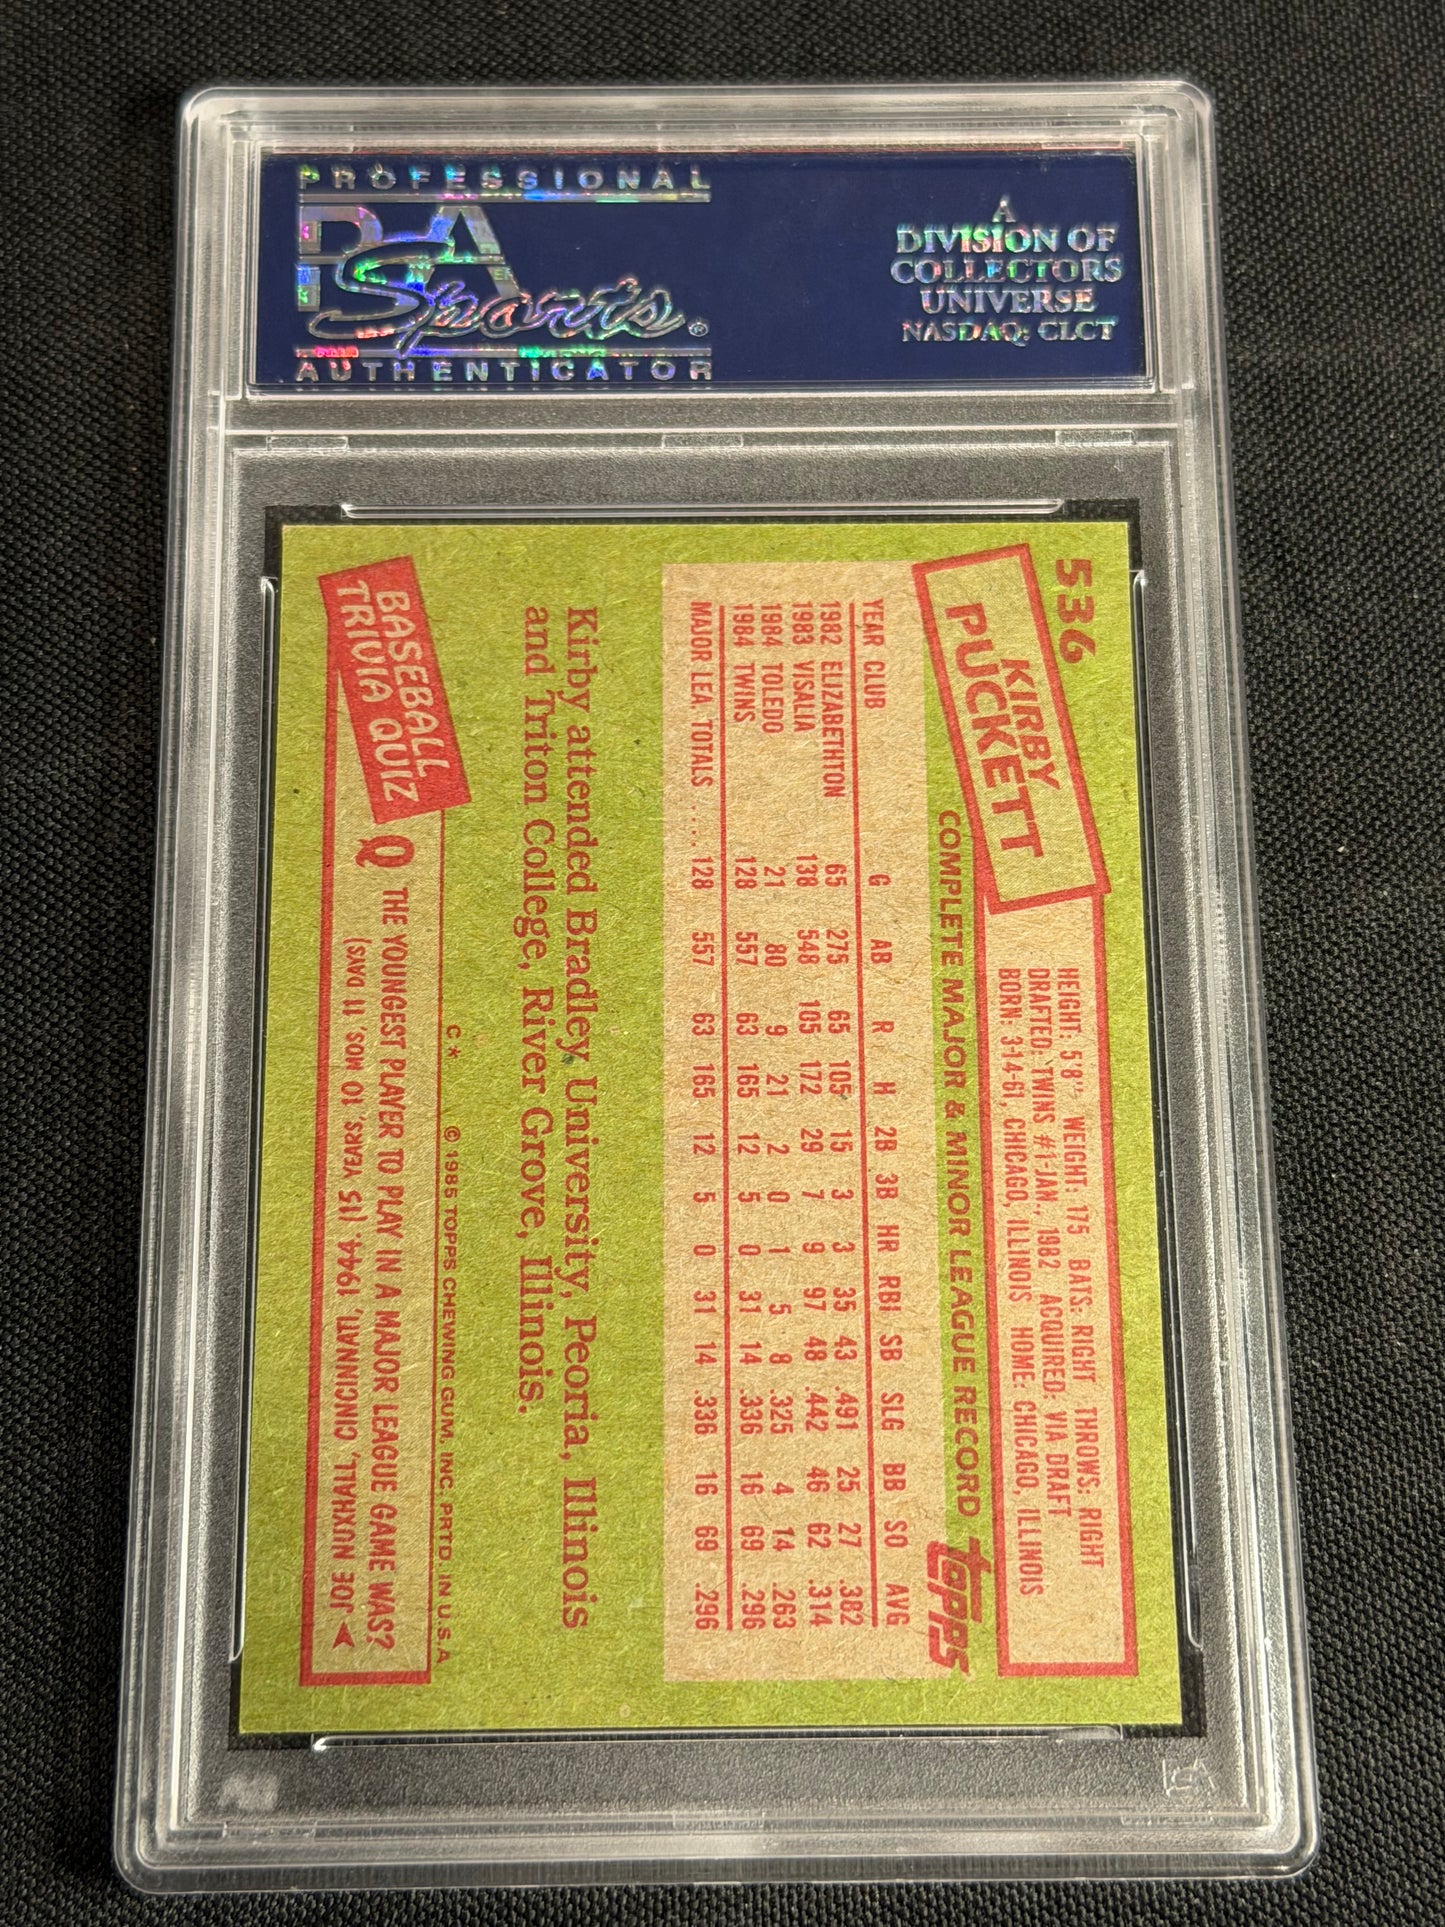 PROFESSIONAL
PSA
Sports®
AUTHENTICATOR
A
DIVISION OF
COLLECTORS
UNIVERSE
NASDAQ: CLCT
536
KIRBY
PUCKETT
HEIGHT: 5'8" WEIGHT: 175 BATS: RIGHT THROWS: RIGHT
DRAFTED: TWINS #1-JAN., 1982 ACQUIRED: VIA DRAFT
BORN: 3-14-61, CHICAGO, ILLINOIS HOME: CHICAGO, ILLINOIS
COMPLETE MAJOR & MINOR LEAGUE RECORD topps
YEAR CLUB G AB R H 2B 3B HR RBI SB SLG BB SO AVG
1982 ELIZABETHTON 65 275 65 105 15 3 3 35 43 .491 25 27 .382
1983 VISALIA 138 548 105 172 29 7 9 97 48 .442 46 62 .314
1984 TOLEDO 21 80 9 21 2 0 1 5 8 .325 4 14 .263
1984 TWINS 128 557 63 165 12 5 0 31 14 .336 16 69 .296
MAJOR LEA. TOTALS .... 128 557 63 165 12 5 0 31 14 .336 16 69 .296
Kirby attended Bradley University, Peoria, Illinois
and Triton College, River Grove, Illinois.
C* © 1985 TOPPS CHEWING GUM, INC. PRTD. IN U.S.A.
BASEBALL
TRIVIA QUIZ
Q THE YOUNGEST PLAYER TO PLAY IN A MAJOR LEAGUE GAME WAS?
(15 YEARS, 10 MOS, 11 DAYS) JOE NUXHALL, CINCINNATI, 1944.
PSA